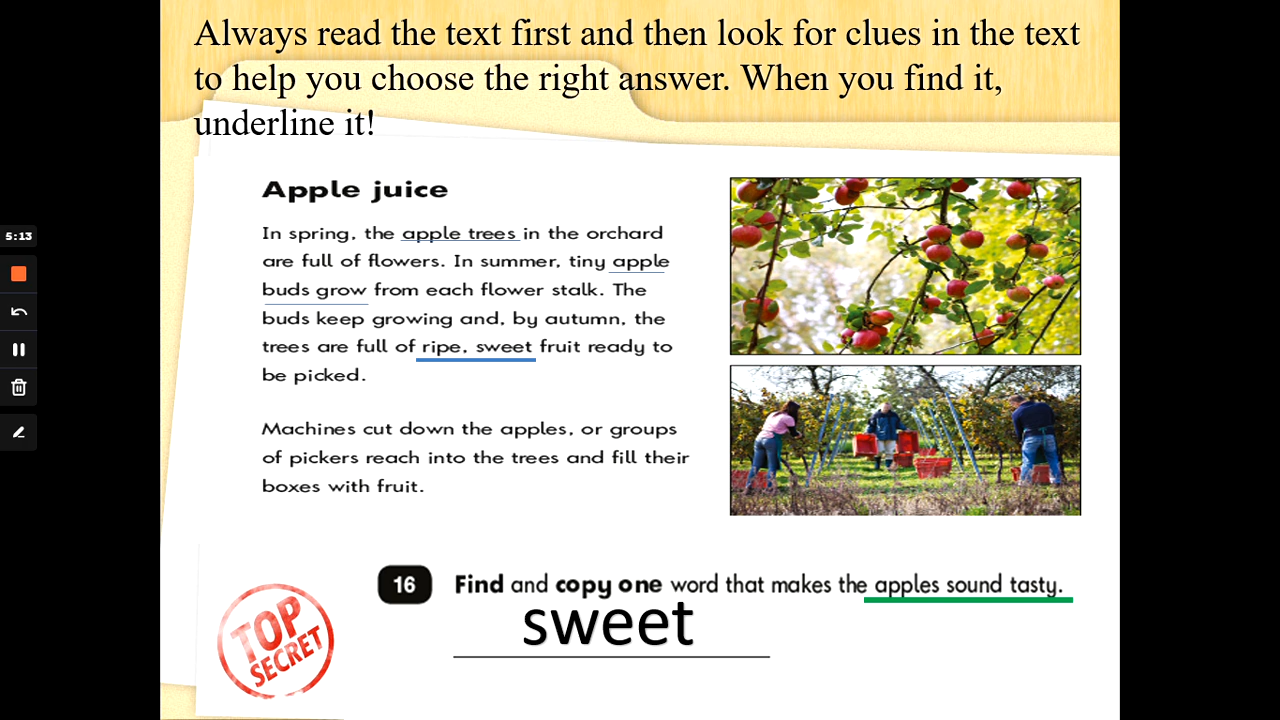 Always read the text first and then look for clues in the text
to help you choose the right answer. When you find it,
underline it!
Apple juice
In spring, the apple trees in the orchard
are full of flowers. In summer, tiny apple
buds grow from each flower stalk. The
buds keep growing and, by autumn, the
trees are full of ripe, sweet fruit ready to
be picked.
Machines cut down the apples, or groups
of pickers reach into the trees and fill their
boxes with fruit.
5:13
16 Find and copy one word that makes the apples sound tasty.
sweet
TOP
SECRET